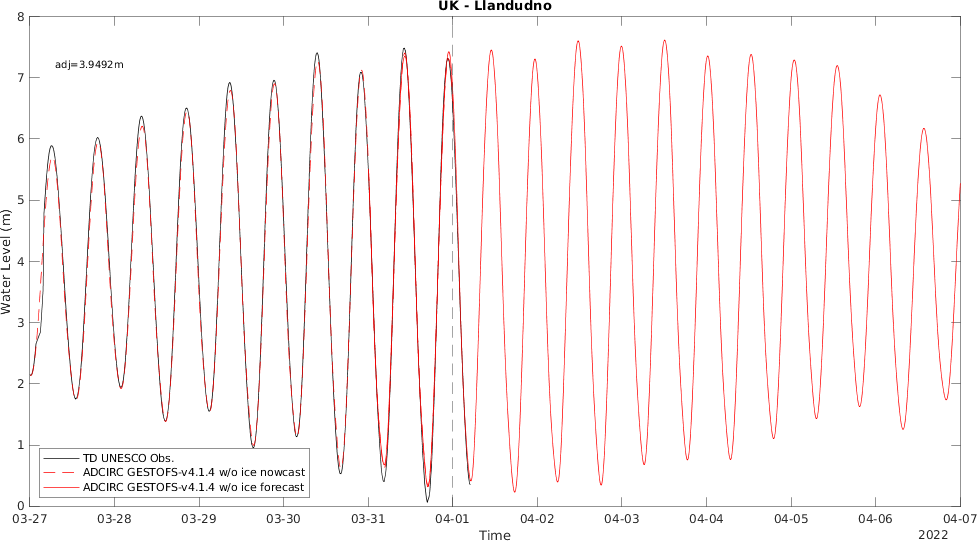 UK - Llandudno
8
7
6
5
4
3
2
1
0
Water Level (m)
adj=3.9492m
TD UNESCO Obs.
ADCIRC GESTOFS-v4.1.4 w/o ice nowcast
ADCIRC GESTOFS-v4.1.4 w/o ice forecast
03-27 03-28 03-29 03-30 03-31 04-01 04-02 04-03 04-04 04-05 04-06 04-07
Time
2022